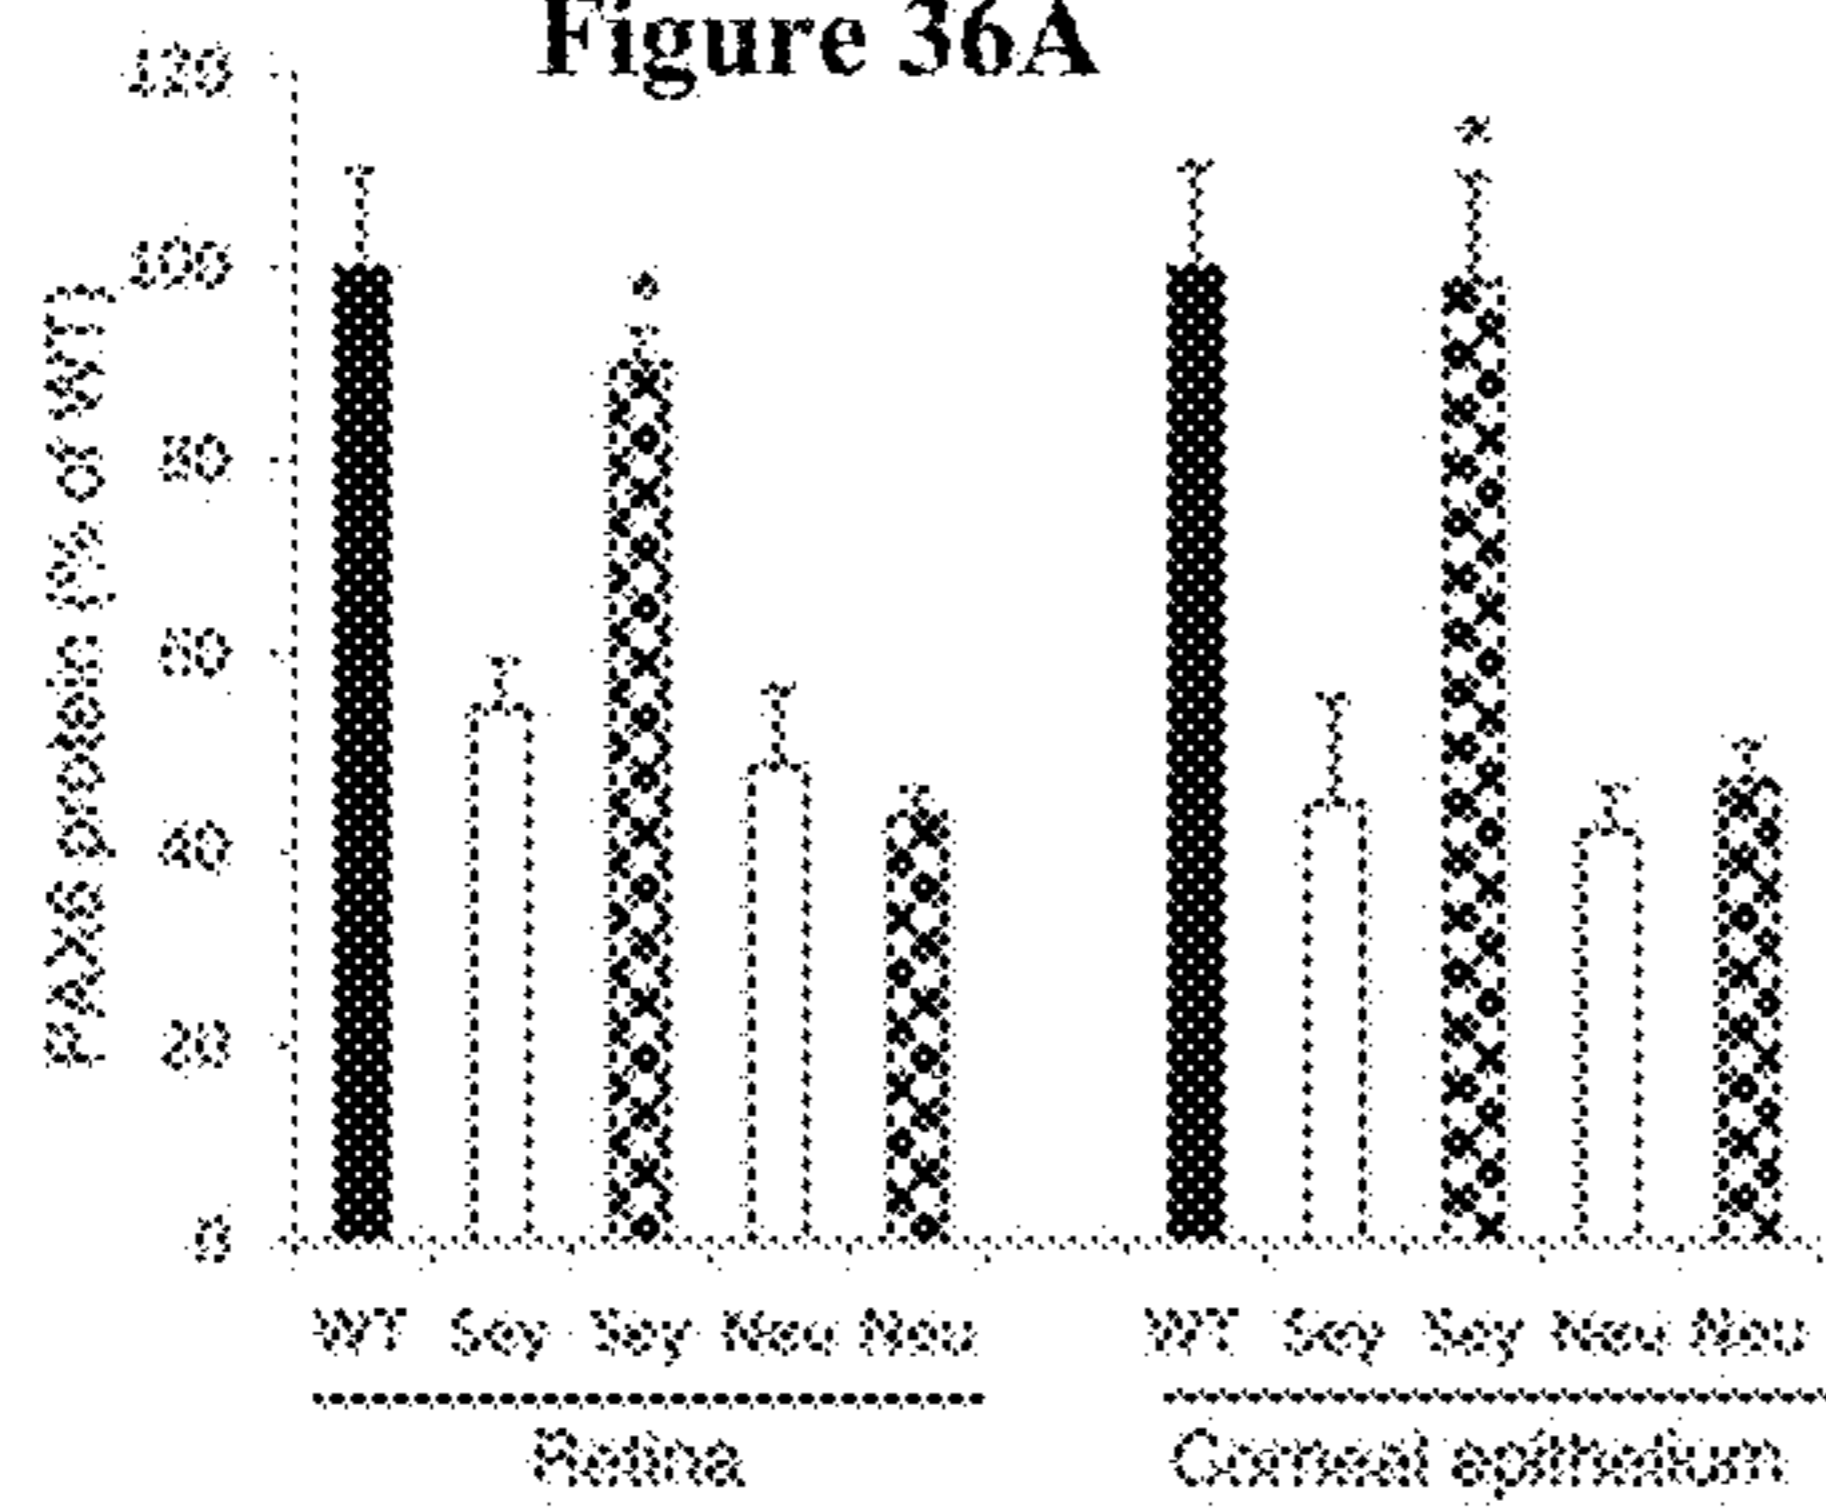 Figure 36A
PAX6 protein (% of WT)
120
100
80
60
40
20
0
WT Sey Sey Neu Neu
WT Sey Sey Neu Neu
Retina
Corneal epithelium